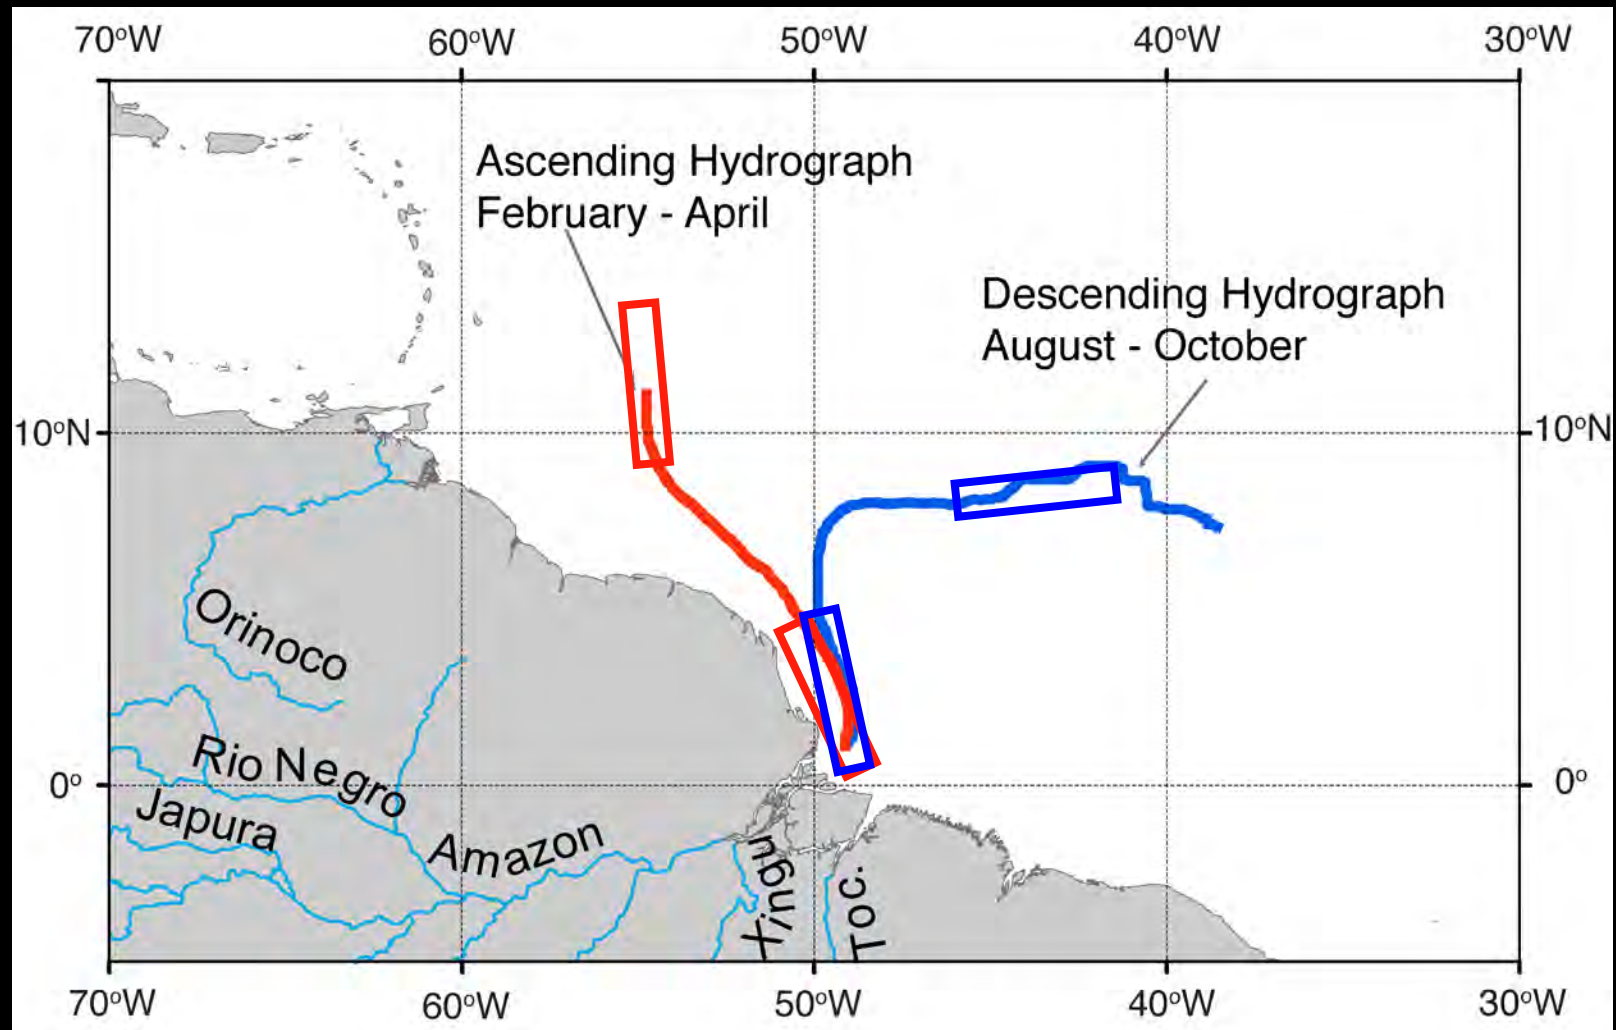 70°W 60°W 50°W 40°W 30°W
Ascending Hydrograph
February - April
Descending Hydrograph
August - October
10°N 10°N
Orinoco
Rio Negro
0° 0°
Japura
Amazon
Xingu
Toc.
70°W 60°W 50°W 40°W 30°W